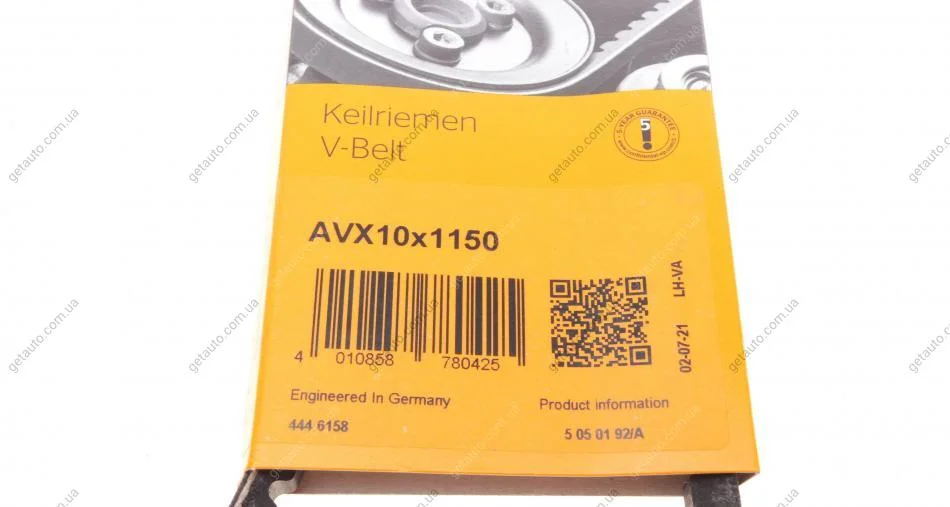 Keilriemen
V-Belt
5-YEAR GUARANTEE
5
AVX10x1150
4 010858 780425
LH-VA
02-07-21
Engineered In Germany
Product information
444 6158
5 05 01 92/A
getauto.com.ua